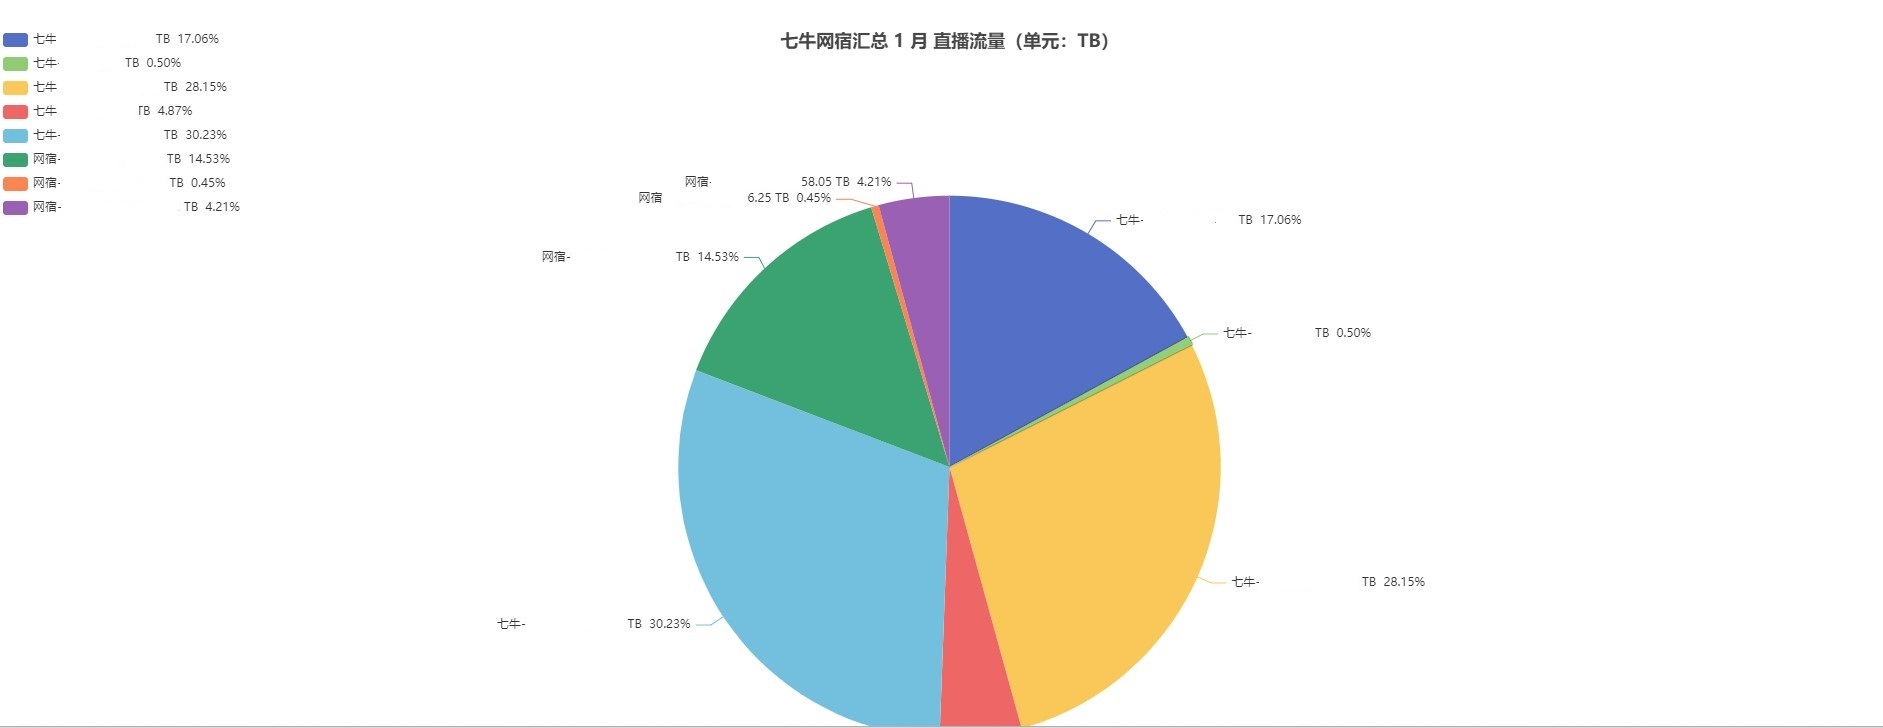 七牛网宿汇总 1 月 直播流量（单元：TB）
七牛 TB 17.06%
七牛- TB 0.50%
七牛 TB 28.15%
七牛 TB 4.87%
七牛- TB 30.23%
网宿- TB 14.53%
网宿- TB 0.45%
网宿- TB 4.21%
网宿- 58.05 TB 4.21%
网宿 6.25 TB 0.45%
七牛- TB 17.06%
网宿- TB 14.53%
七牛- TB 0.50%
七牛- TB 28.15%
七牛- TB 30.23%